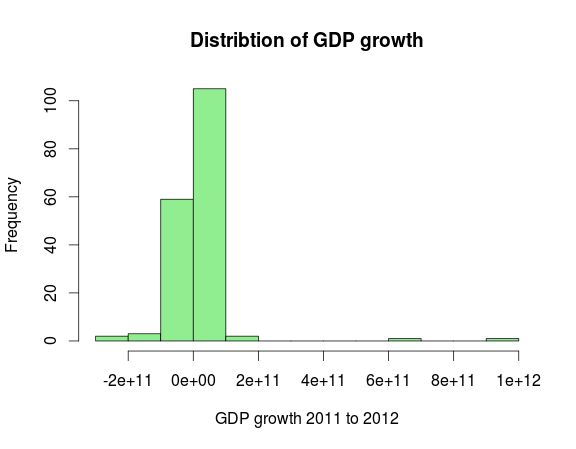 Distribtion of GDP growth
Frequency
100
80
60
40
20
0
-2e+11 0e+00 2e+11 4e+11 6e+11 8e+11 1e+12
GDP growth 2011 to 2012